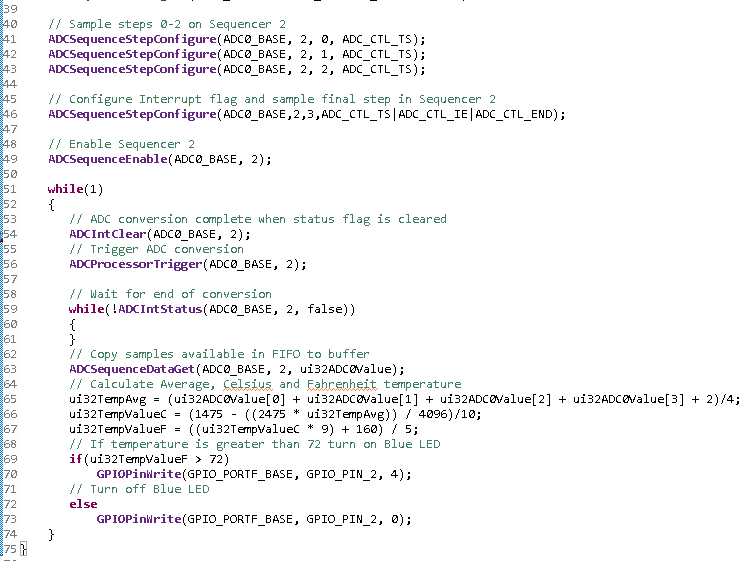 39
40 // Sample steps 0-2 on Sequencer 2
41 ADCSequenceStepConfigure(ADC0_BASE, 2, 0, ADC_CTL_TS);
42 ADCSequenceStepConfigure(ADC0_BASE, 2, 1, ADC_CTL_TS);
43 ADCSequenceStepConfigure(ADC0_BASE, 2, 2, ADC_CTL_TS);
44
45 // Configure Interrupt flag and sample final step in Sequencer 2
46 ADCSequenceStepConfigure(ADC0_BASE,2,3,ADC_CTL_TS|ADC_CTL_IE|ADC_CTL_END);
47
48 // Enable Sequencer 2
49 ADCSequenceEnable(ADC0_BASE, 2);
50
51 while(1)
52 {
53 // ADC conversion complete when status flag is cleared
54 ADCIntClear(ADC0_BASE, 2);
55 // Trigger ADC conversion
56 ADCProcessorTrigger(ADC0_BASE, 2);
57
58 // Wait for end of conversion
59 while(!ADCIntStatus(ADC0_BASE, 2, false))
60 {
61 }
62 // Copy samples available in FIFO to buffer
63 ADCSequenceDataGet(ADC0_BASE, 2, ui32ADC0Value);
64 // Calculate Average, Celsius and Fahrenheit temperature
65 ui32TempAvg = (ui32ADC0Value[0] + ui32ADC0Value[1] + ui32ADC0Value[2] + ui32ADC0Value[3] + 2)/4;
66 ui32TempValueC = (1475 - ((2475 * ui32TempAvg)) / 4096)/10;
67 ui32TempValueF = ((ui32TempValueC * 9) + 160) / 5;
68 // If temperature is greater than 72 turn on Blue LED
69 if(ui32TempValueF > 72)
70 GPIOPinWrite(GPIO_PORTF_BASE, GPIO_PIN_2, 4);
71 // Turn off Blue LED
72 else
73 GPIOPinWrite(GPIO_PORTF_BASE, GPIO_PIN_2, 0);
74 }
75 }